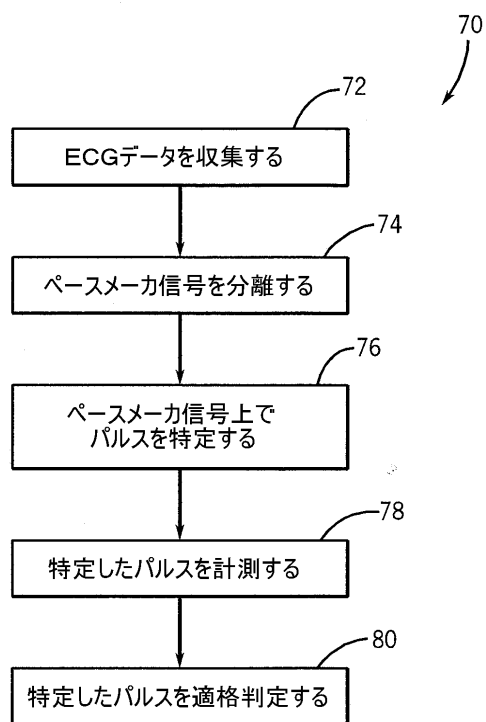 70
72
ECGデータを収集する
74
ペースメーカ信号を分離する
76
ペースメーカ信号上で
パルスを特定する
78
特定したパルスを計測する
80
特定したパルスを適格判定する